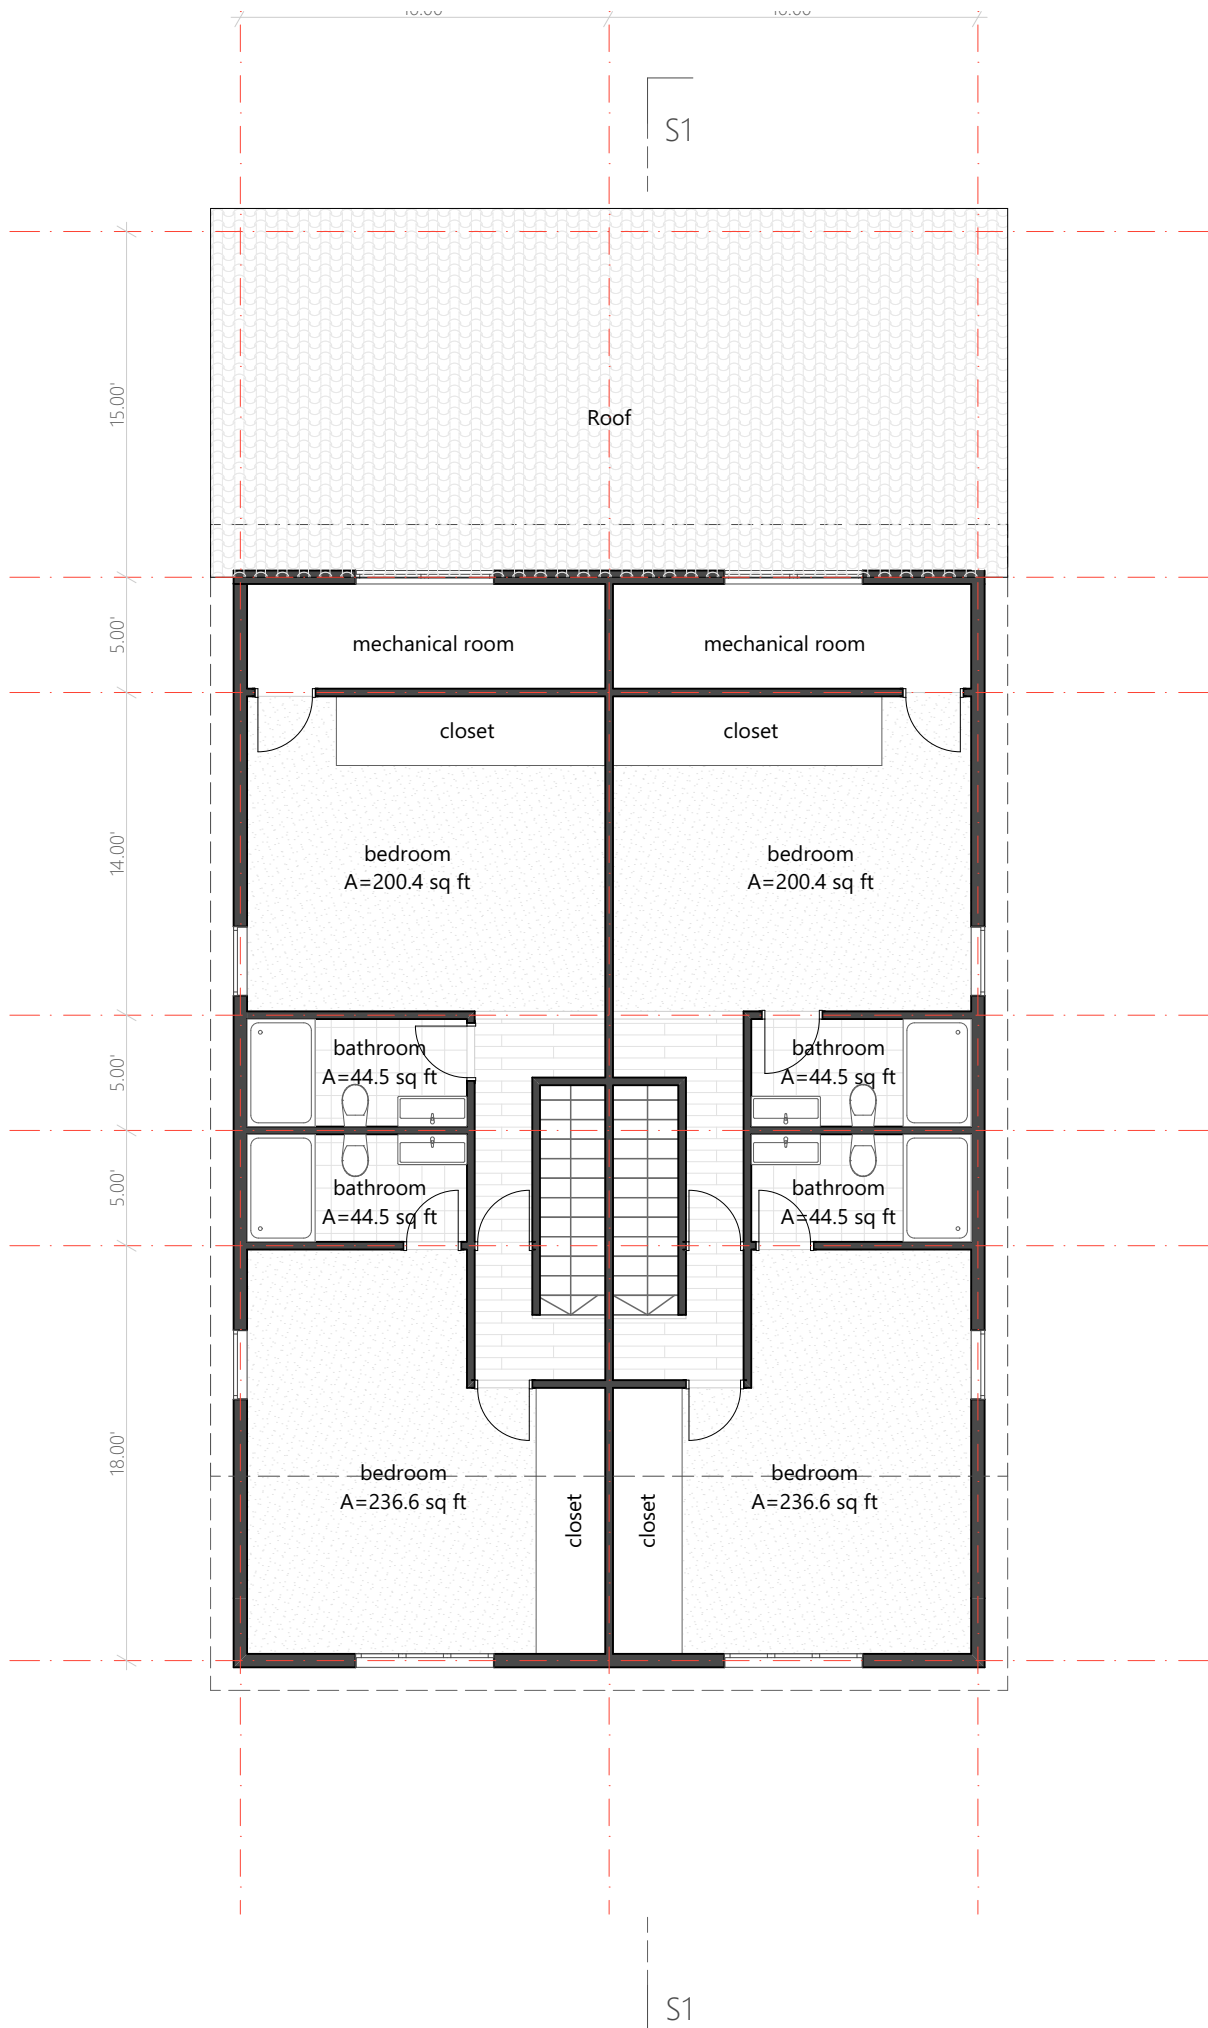 S1
15.00'
Roof
5.00'
mechanical room
mechanical room
closet
closet
14.00'
bedroom
A=200.4 sq ft
bedroom
A=200.4 sq ft
5.00'
bathroom
A=44.5 sq ft
bathroom
A=44.5 sq ft
5.00'
bathroom
A=44.5 sq ft
bathroom
A=44.5 sq ft
18.00'
bedroom
A=236.6 sq ft
closet
closet
bedroom
A=236.6 sq ft
S1